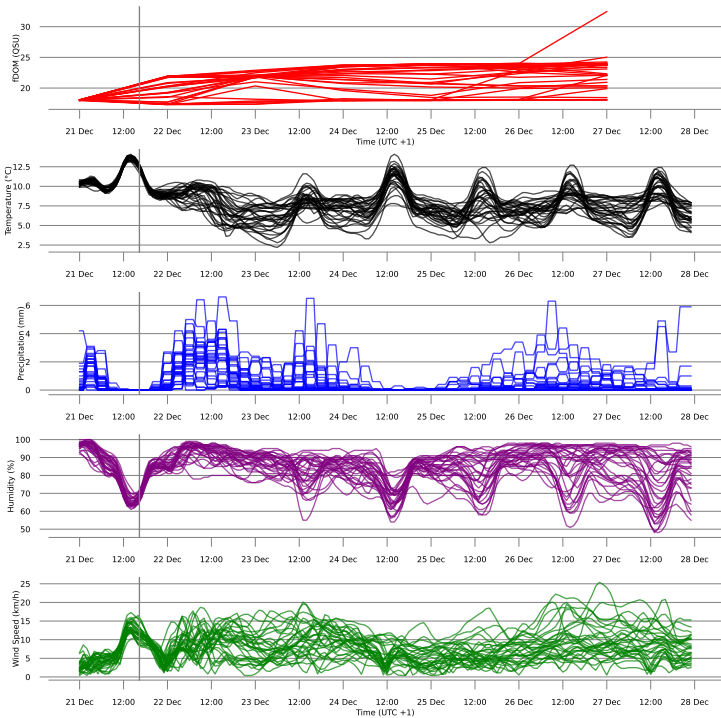 fDOM (QSU)
30
25
20
21 Dec 12:00 22 Dec 12:00 23 Dec 12:00 24 Dec 12:00 25 Dec 12:00 26 Dec 12:00 27 Dec 12:00 28 Dec
Time (UTC +1)
Temperature (°C)
12.5
10.0
7.5
5.0
2.5
21 Dec 12:00 22 Dec 12:00 23 Dec 12:00 24 Dec 12:00 25 Dec 12:00 26 Dec 12:00 27 Dec 12:00 28 Dec
Precipitation (mm)
6
4
2
0
21 Dec 12:00 22 Dec 12:00 23 Dec 12:00 24 Dec 12:00 25 Dec 12:00 26 Dec 12:00 27 Dec 12:00 28 Dec
Humidity (%)
100
90
80
70
60
50
21 Dec 12:00 22 Dec 12:00 23 Dec 12:00 24 Dec 12:00 25 Dec 12:00 26 Dec 12:00 27 Dec 12:00 28 Dec
Wind Speed (km/h)
25
20
15
10
5
0
21 Dec 12:00 22 Dec 12:00 23 Dec 12:00 24 Dec 12:00 25 Dec 12:00 26 Dec 12:00 27 Dec 12:00 28 Dec
Time (UTC +1)